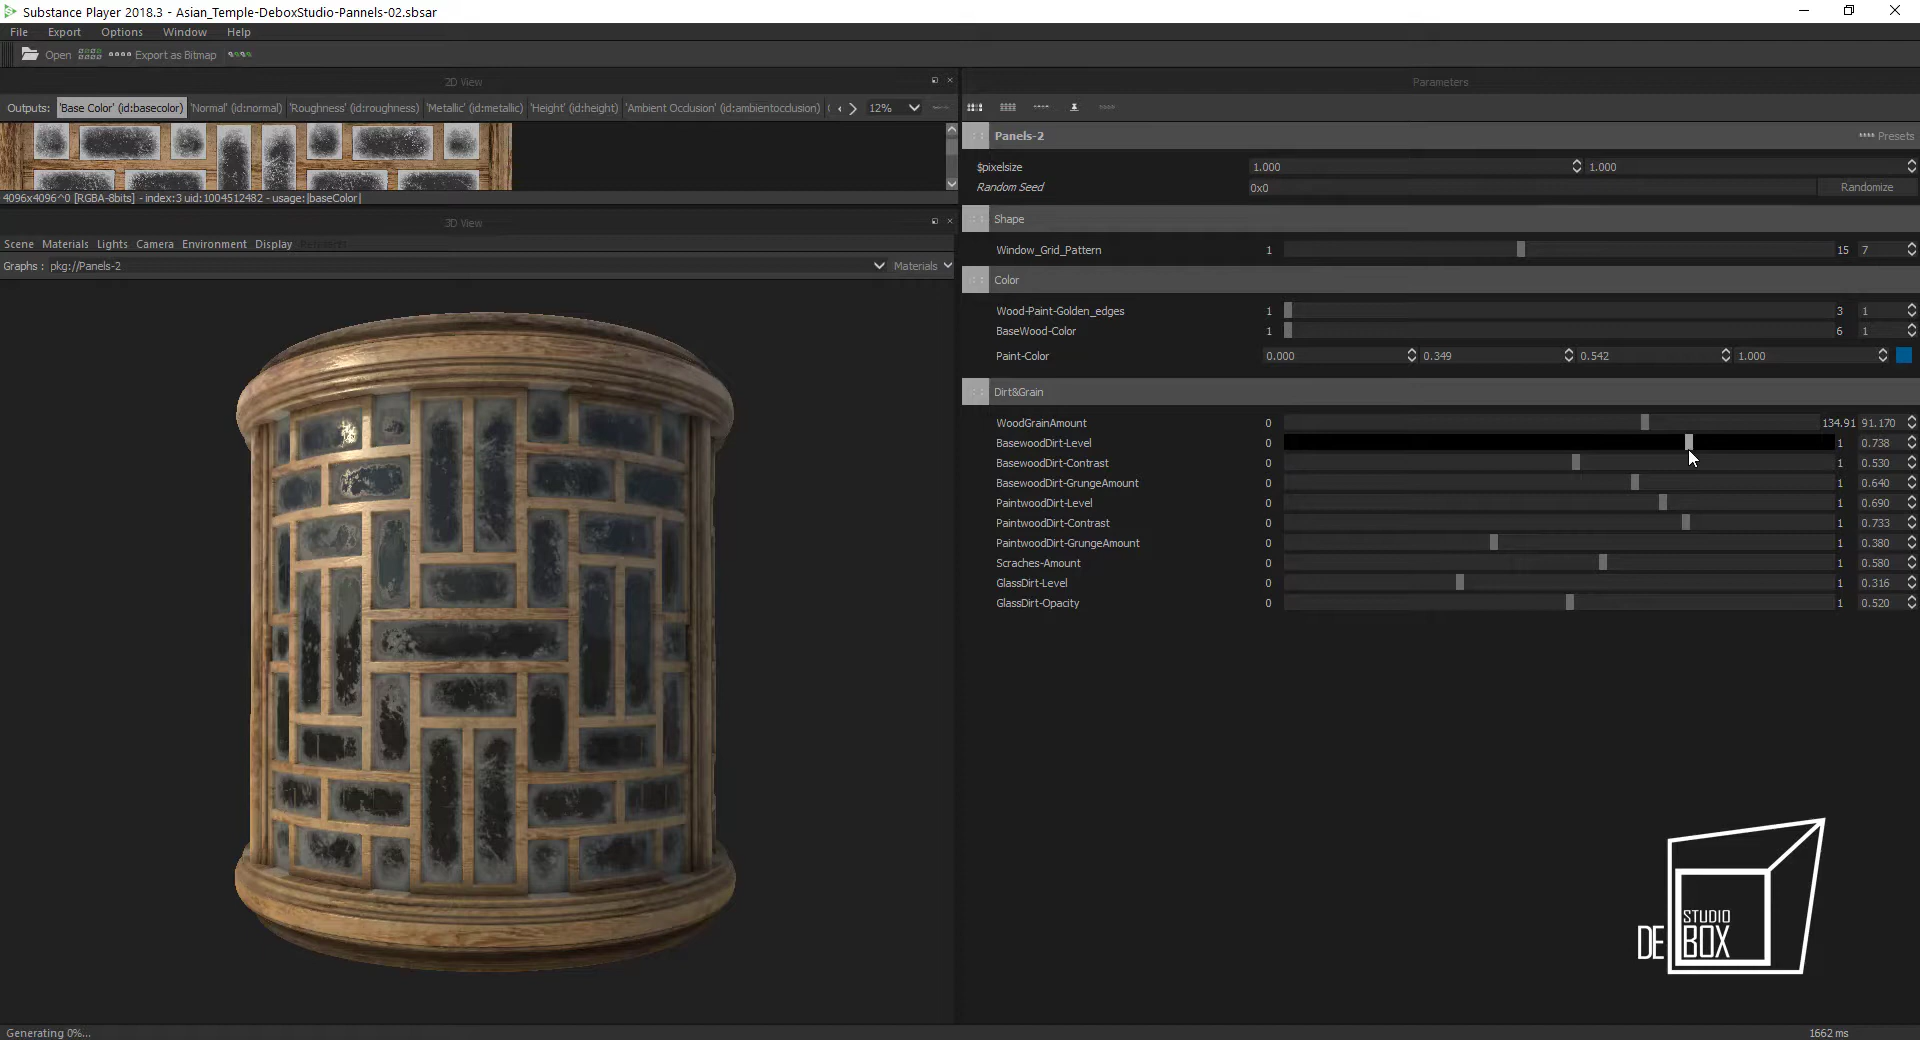 Substance Player 2018.3 - Asian_Temple-DeboxStudio-Pannels-02.sbsar
File Export Options Window Help
Open Export as Bitmap
2D View
Parameters
Outputs: 'Base Color' (id:basecolor) 'Normal' (id:normal) 'Roughness' (id:roughness) 'Metallic' (id:metallic) 'Height' (id:height) 'Ambient Occlusion' (id:ambientocclusion) 12%
Panels-2 Presets
$pixelsize 1.000 1.000
Random Seed 0x0 Randomize
4096x4096^0 [RGBA-8bits] - index:3 uid:1004512482 - usage:|baseColor|
Shape
3D View
Scene Materials Lights Camera Environment Display
Window_Grid_Pattern 1 15 7
Graphs : pkg://Panels-2 Materials
Color
Wood-Paint-Golden_edges 1 3 1
BaseWood-Color 1 6 1
Paint-Color 0.000 0.349 0.542 1.000
Dirt&Grain
WoodGrainAmount 0 134.91 91.170
BasewoodDirt-Level 0 1 0.738
BasewoodDirt-Contrast 0 1 0.530
BasewoodDirt-GrungeAmount 0 1 0.640
PaintwoodDirt-Level 0 1 0.690
PaintwoodDirt-Contrast 0 1 0.733
PaintwoodDirt-GrungeAmount 0 1 0.380
Scraches-Amount 0 1 0.580
GlassDirt-Level 0 1 0.316
GlassDirt-Opacity 0 1 0.520
STUDIO
DE BOX
Generating 0%... 1662 ms